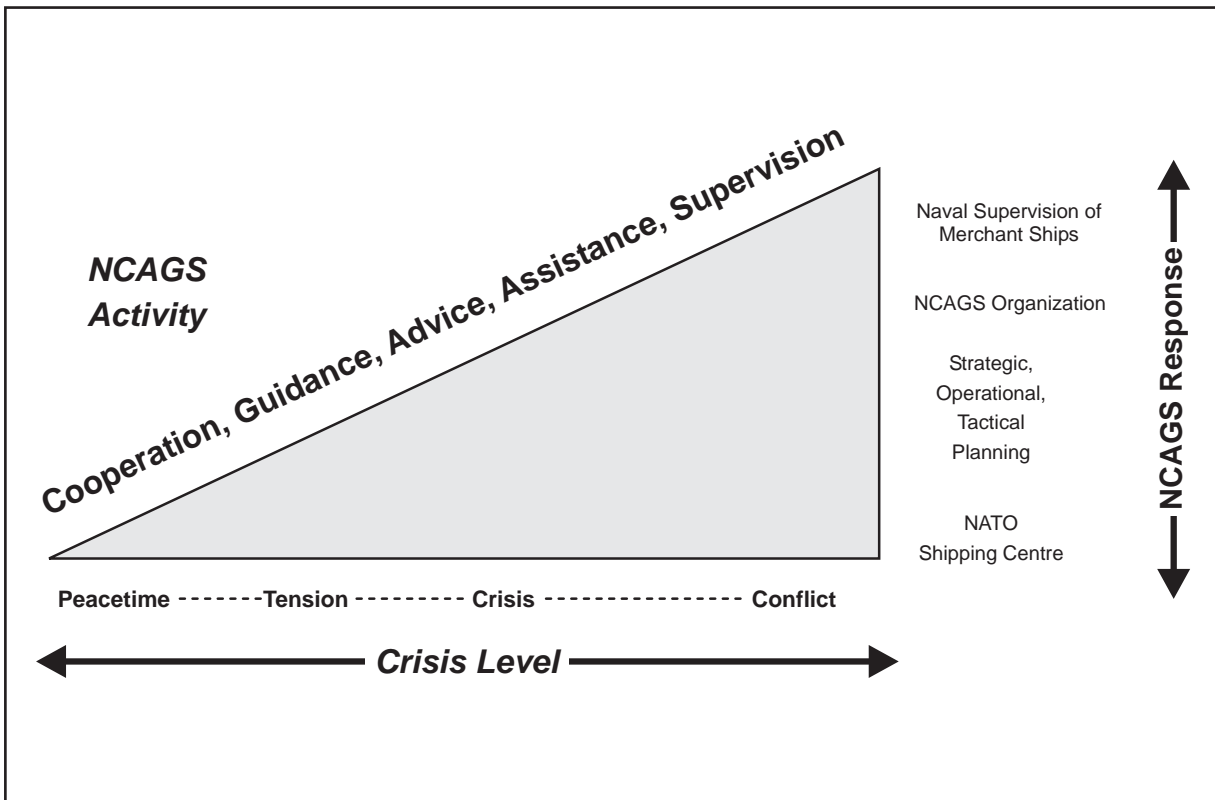 NCAGS
Activity
Cooperation, Guidance, Advice, Assistance, Supervision
Naval Supervision of
Merchant Ships
NCAGS Organization
Strategic,
Operational,
Tactical
Planning
NATO
Shipping Centre
NCAGS Response
Peacetime -------Tension --------- Crisis ---------------- Conflict
Crisis Level